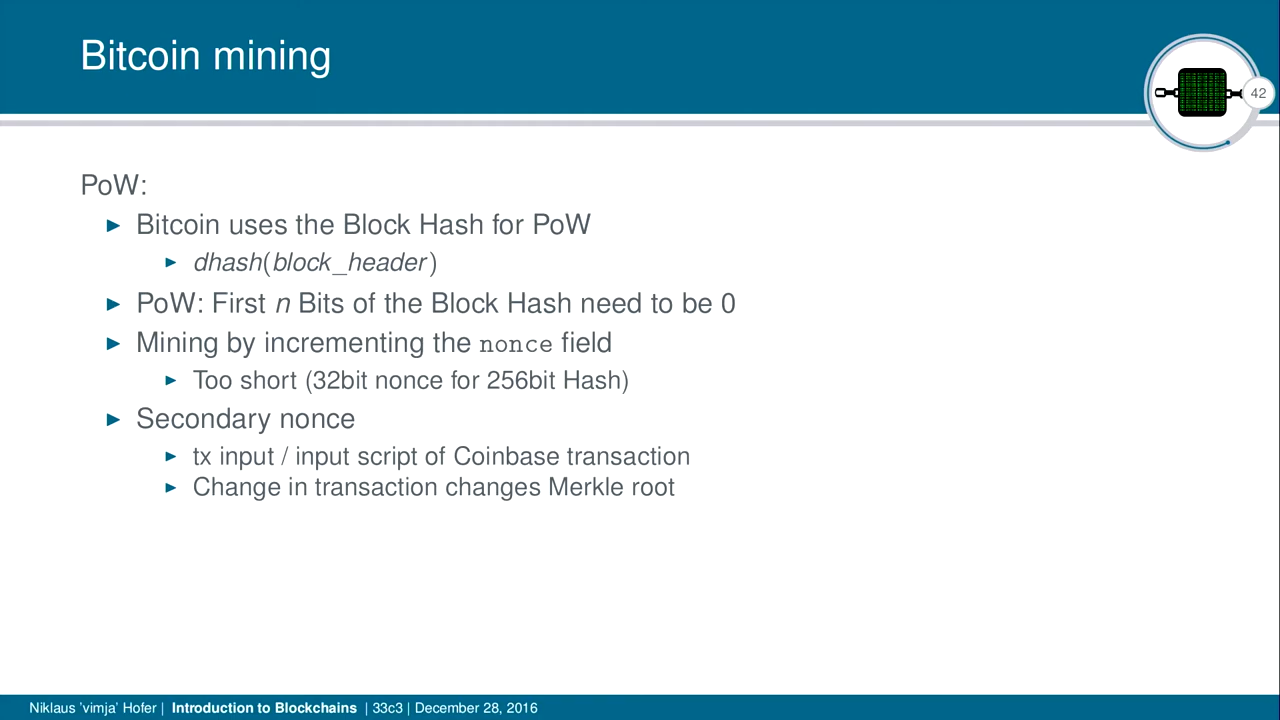 Bitcoin mining
42
PoW:
Bitcoin uses the Block Hash for PoW
dhash(block_header)
PoW: First n Bits of the Block Hash need to be 0
Mining by incrementing the nonce field
Too short (32bit nonce for 256bit Hash)
Secondary nonce
tx input / input script of Coinbase transaction
Change in transaction changes Merkle root
Niklaus 'vimja' Hofer | Introduction to Blockchains | 33c3 | December 28, 2016